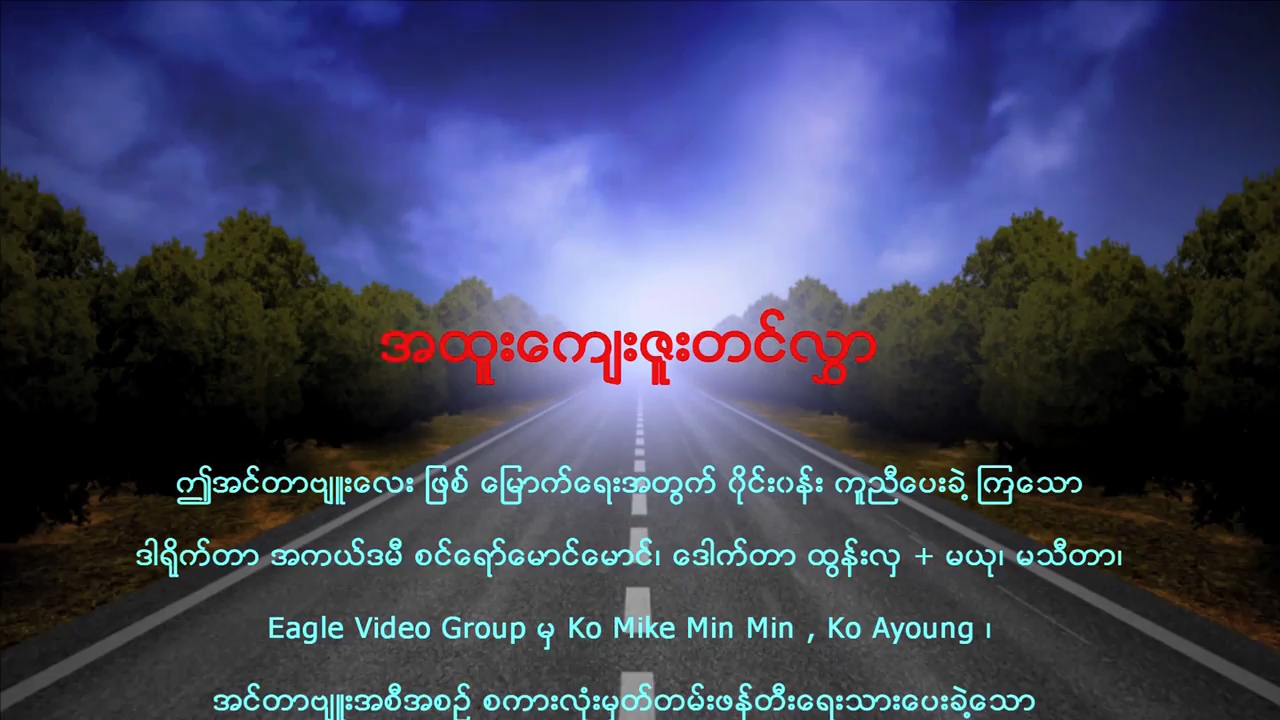 အထူးကျေးဇူးတင်လွှာ
ဤအင်တာဗျူးလေး ဖြစ် မြောက်ရေးအတွက် ဂိုင်း၀န်း ကူညီပေးခဲ့ ကြသော
ဒါရိုက်တာ အကယ်ဒမီ စင်ရော်မောင်မောင်၊ ဒေါက်တာ ထွန်းလှ + မယု၊ မသီတာ၊
Eagle Video Group မှ Ko Mike Min Min , Ko Ayoung ၊
အင်တာဗျူးအစီအစဉ် စကားလုံးမှတ်တမ်းဖန်တီးရေးသားပေးခဲ့သော